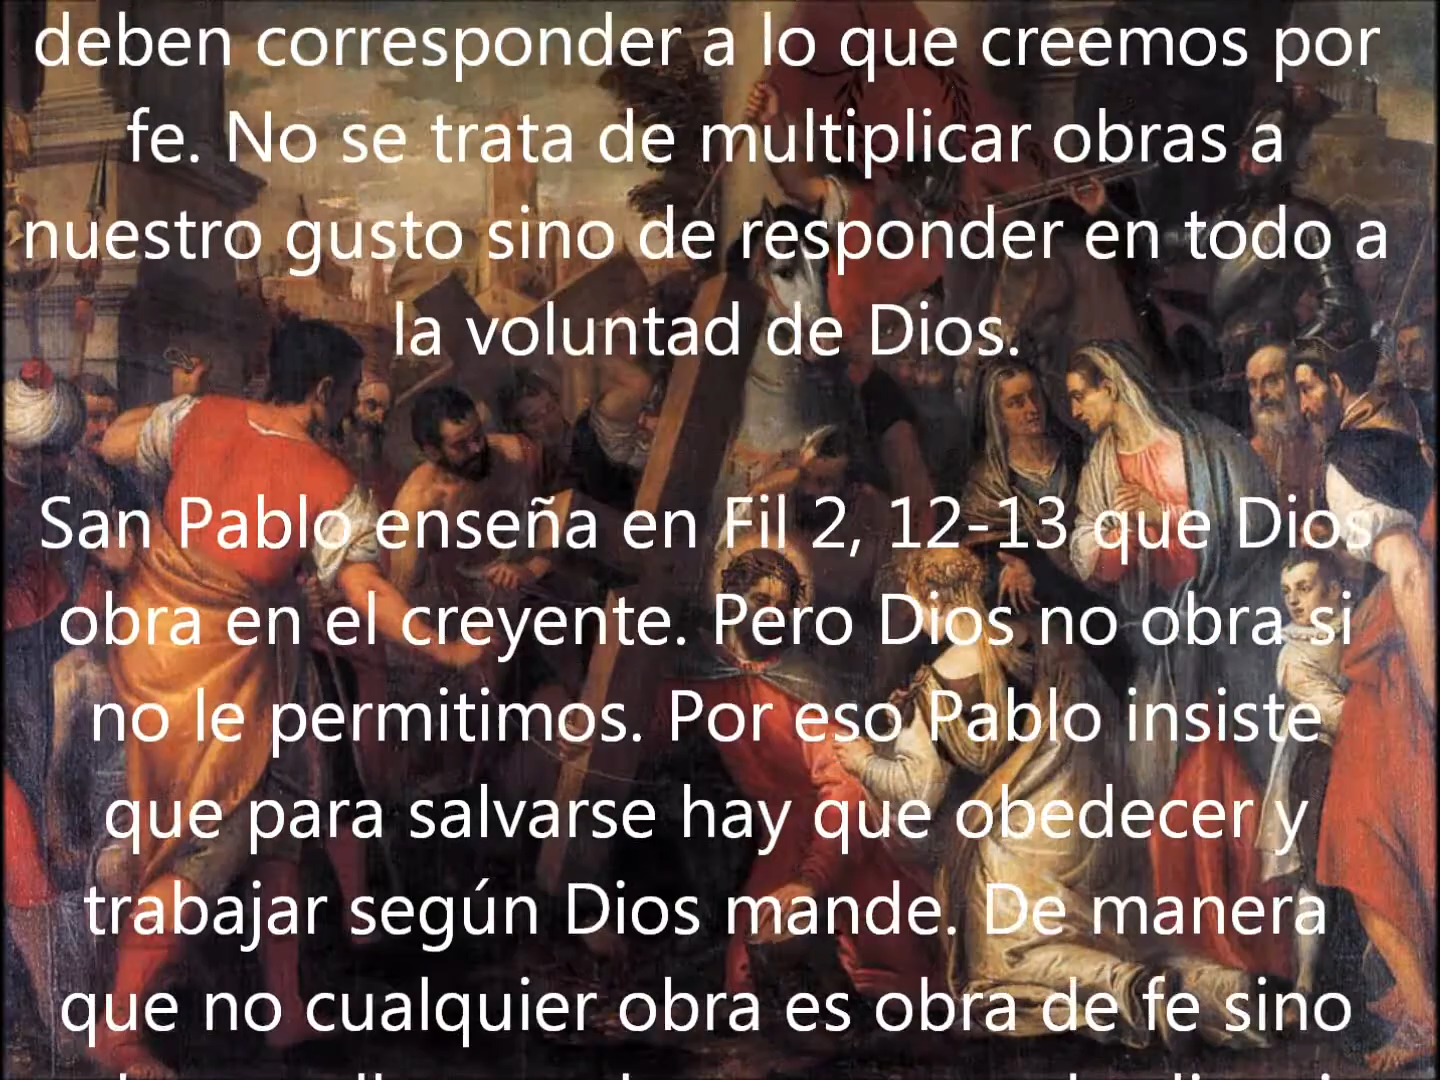 deben corresponder a lo que creemos por
fe. No se trata de multiplicar obras a
nuestro gusto sino de responder en todo a
la voluntad de Dios.
San Pablo enseña en Fil 2, 12-13 que Dios
obra en el creyente. Pero Dios no obra si
no le permitimos. Por eso Pablo insiste
que para salvarse hay que obedecer y
trabajar según Dios mande. De manera
que no cualquier obra es obra de fe sino